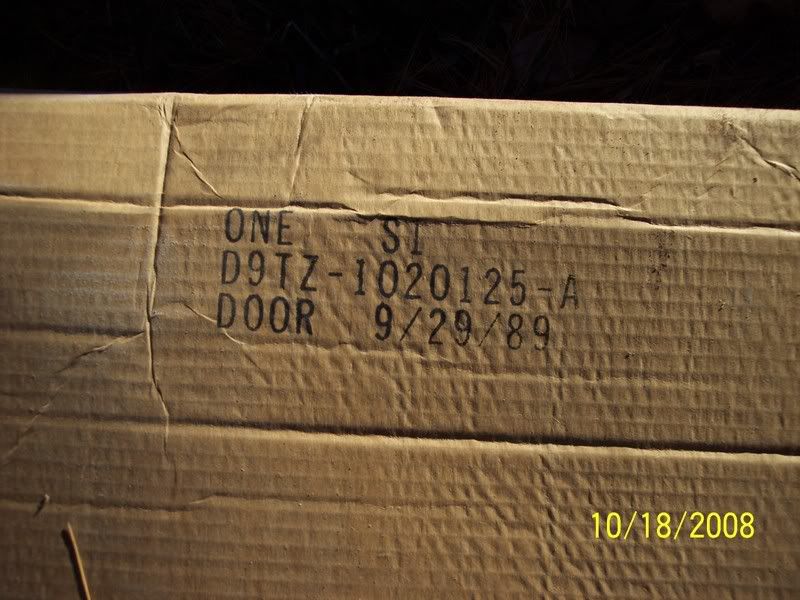 ONE SI
D9TZ-1020125-A
DOOR 9/29/89
10/18/2008